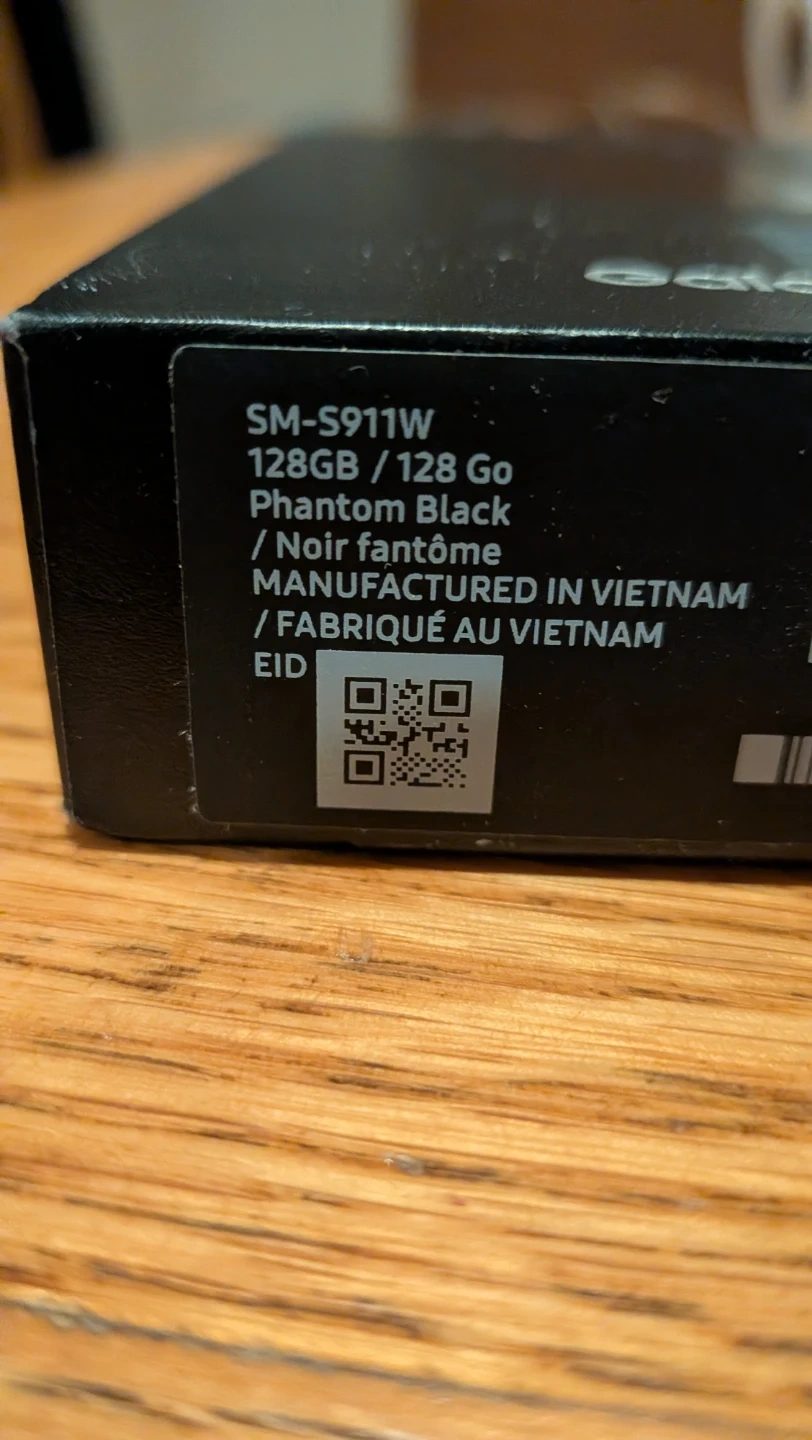 SM-S911W
128GB / 128 Go
Phantom Black
/ Noir fantôme
MANUFACTURED IN VIETNAM
/ FABRIQUÉ AU VIETNAM
EID